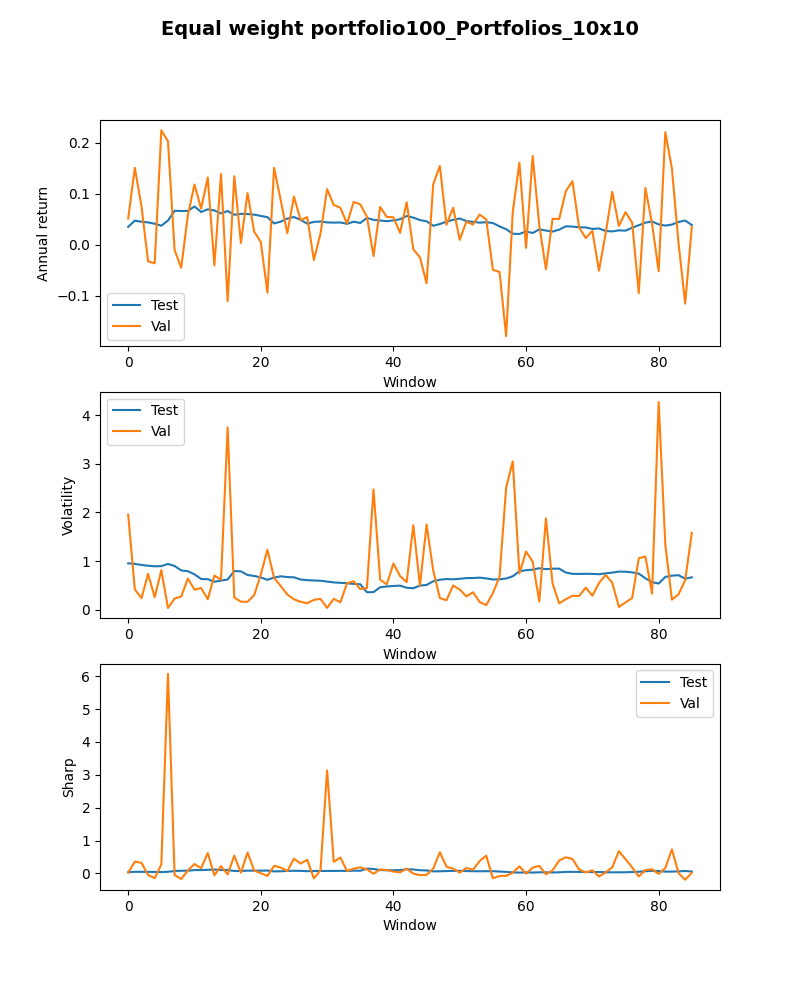 Equal weight portfolio100_Portfolios_10x10
Annual return
0.2
0.1
0.0
−0.1
Test
Val
0 20 40 60 80
Window
Volatility
4
3
2
1
0
Test
Val
0 20 40 60 80
Window
Sharp
6
5
4
3
2
1
0
Test
Val
0 20 40 60 80
Window